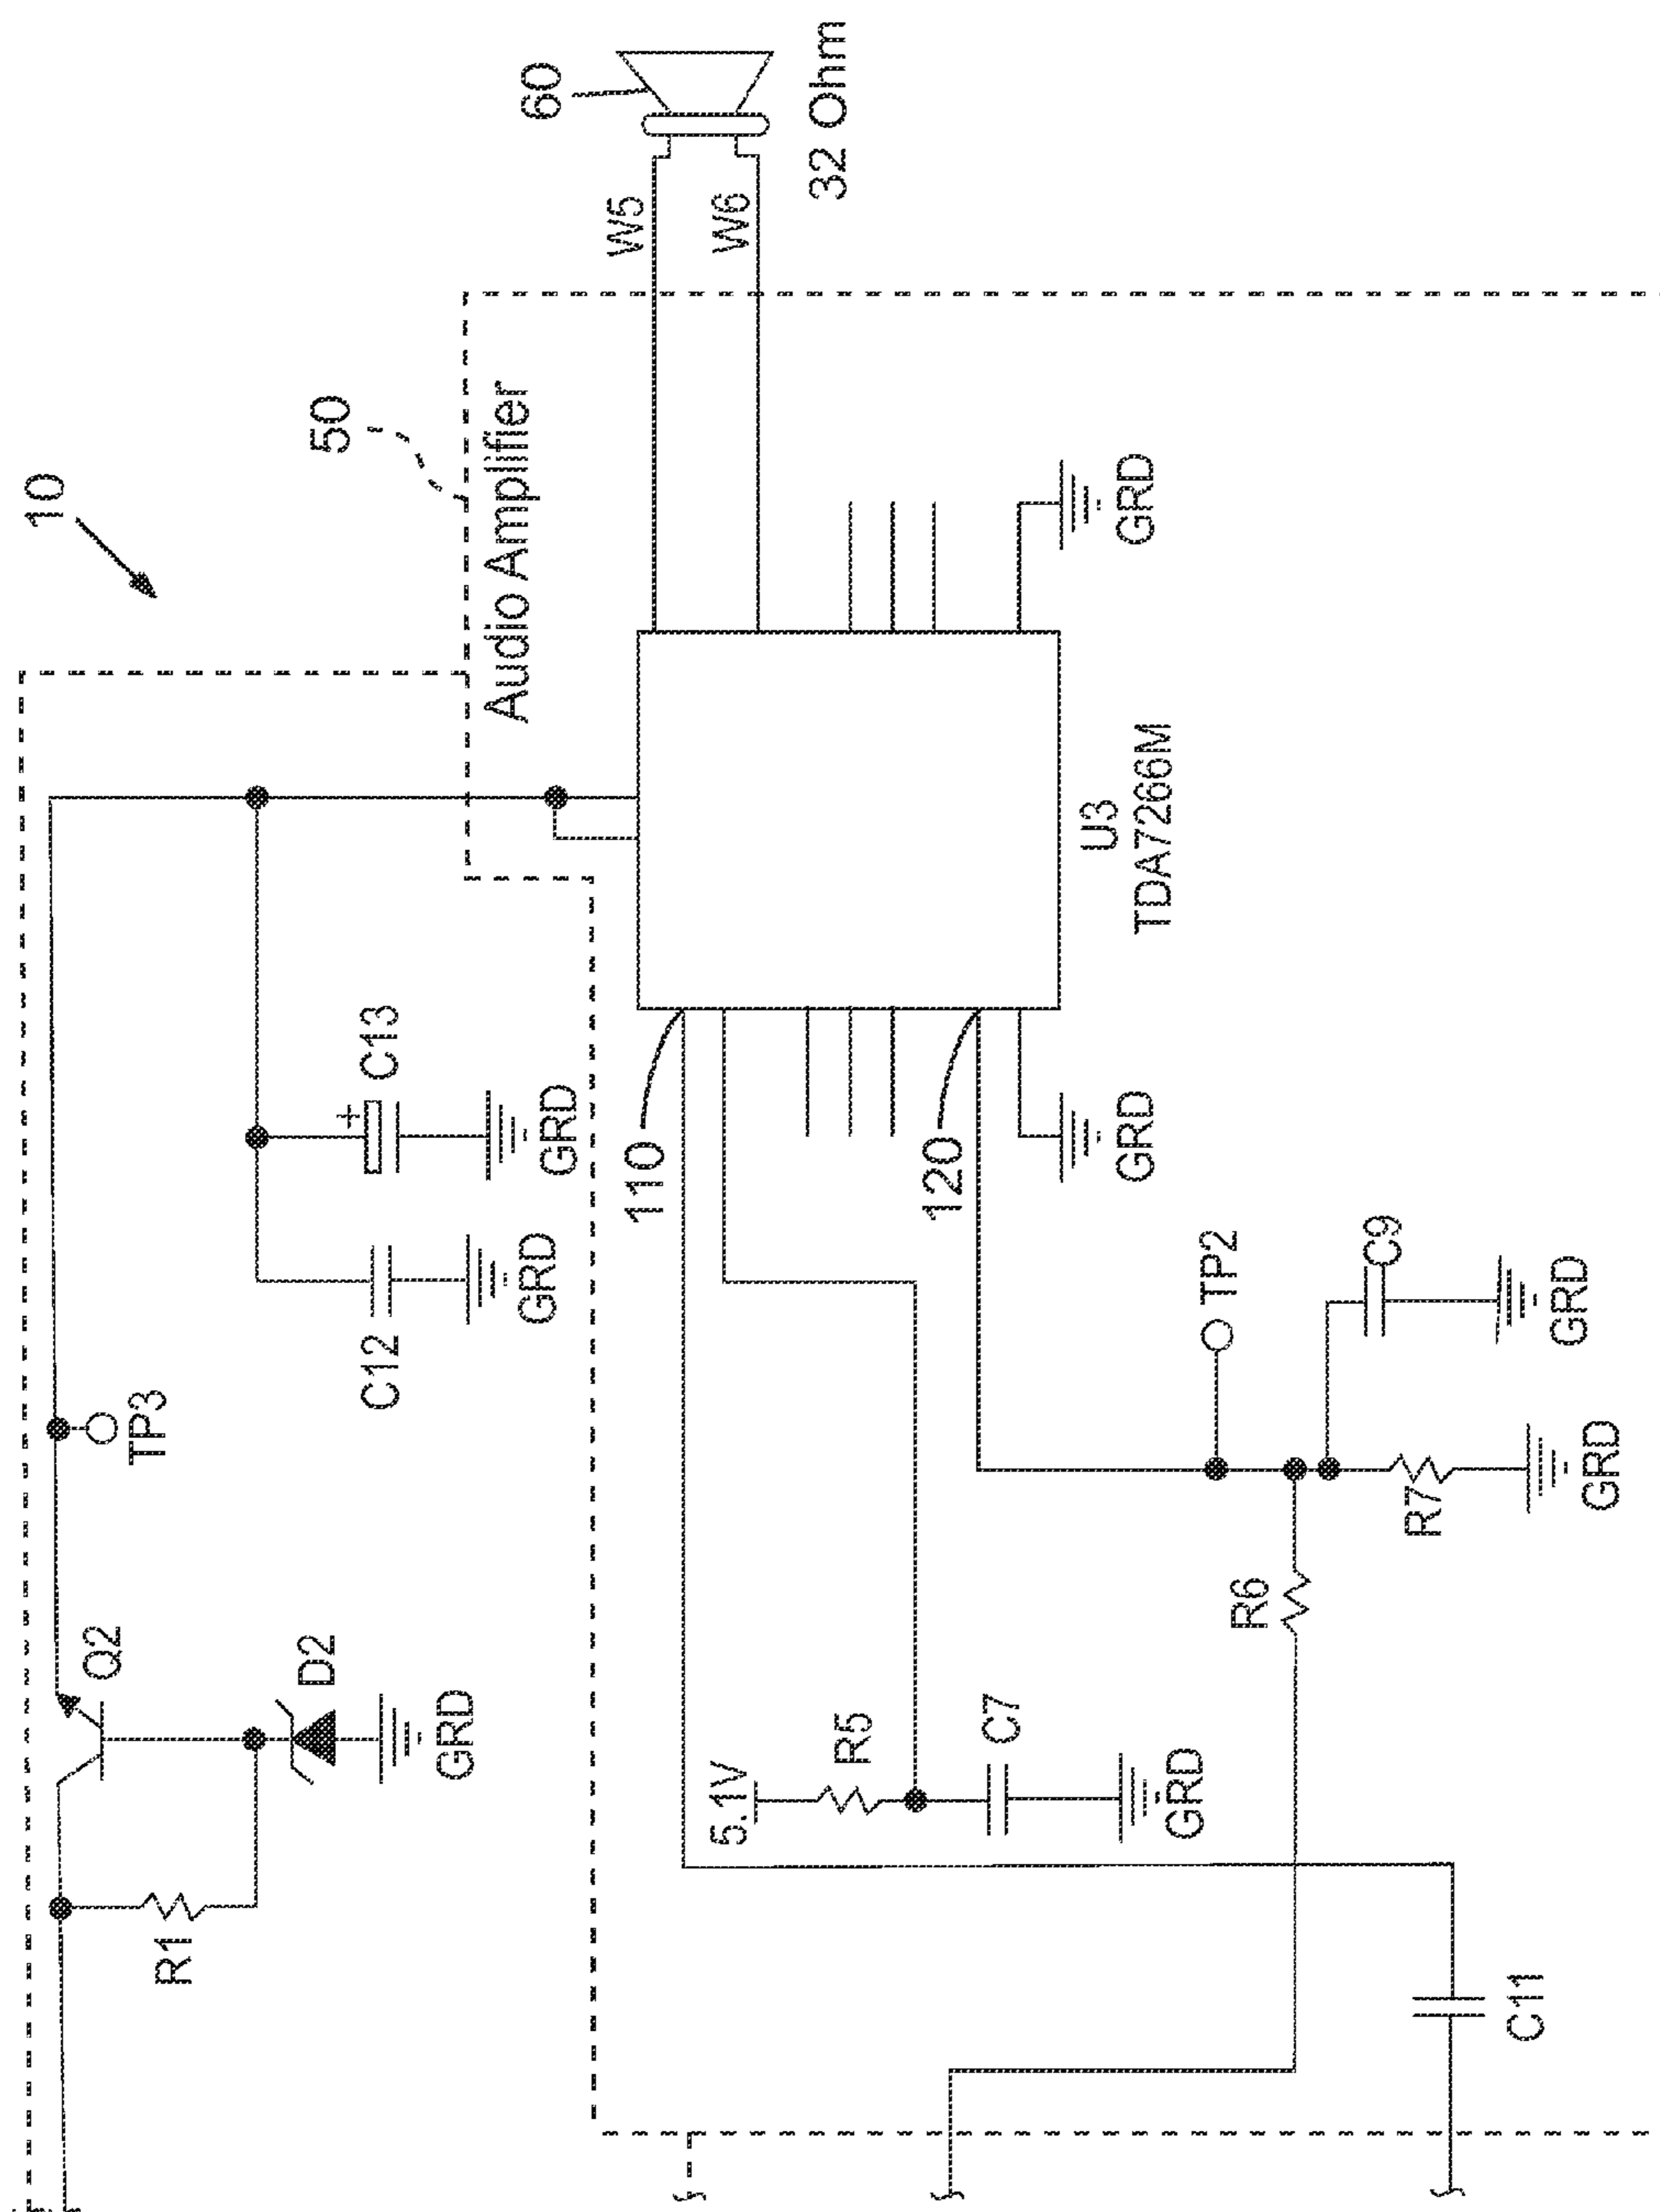 10
50
Audio Amplifier
60
W5
W6
32 Ohm
Q2
TP3
R1
D2
GRD
C12
GRD
C13
GRD
110
120
U3
TDA7266M
GRD
GRD
5.1V
R5
C7
GRD
TP2
R6
R7
GRD
C9
GRD
C11